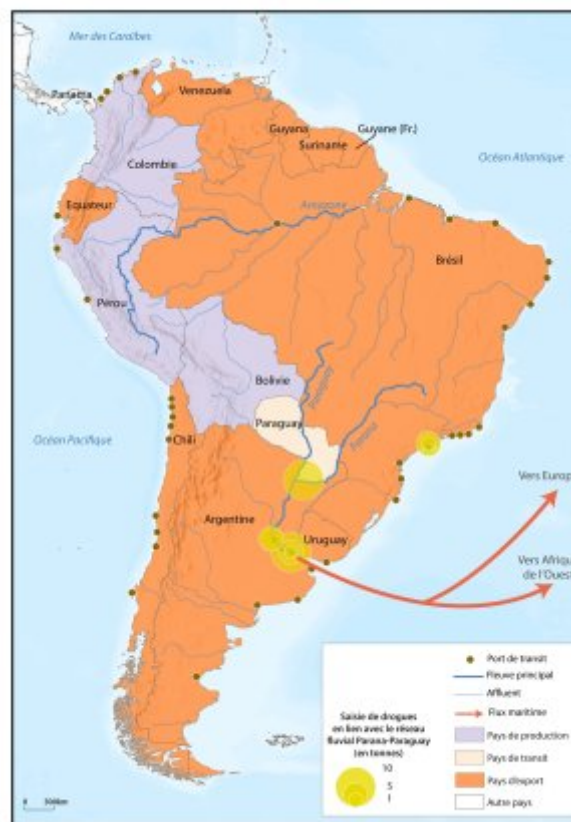 Mer des Caraïbes
Panama
Venezuela
Guyana
Suriname
Guyane (Fr.)
Colombie
Océan Atlantique
Equateur
Amazone
Brésil
Pérou
Bolivie
Paraguay
Paraguay
Parana
Océan Pacifique
Chili
Vers Europ
Argentine
Uruguay
Vers Afriqu
de l'Ouest
Port de transit
Fleuve principal
Affluent
Flux maritime
Saisie de drogues
en lien avec le réseau
fluvial Parana-Paraguay
(en tonnes)
10
5
1
Pays de production
Pays de transit
Pays d'export
Autre pays
0